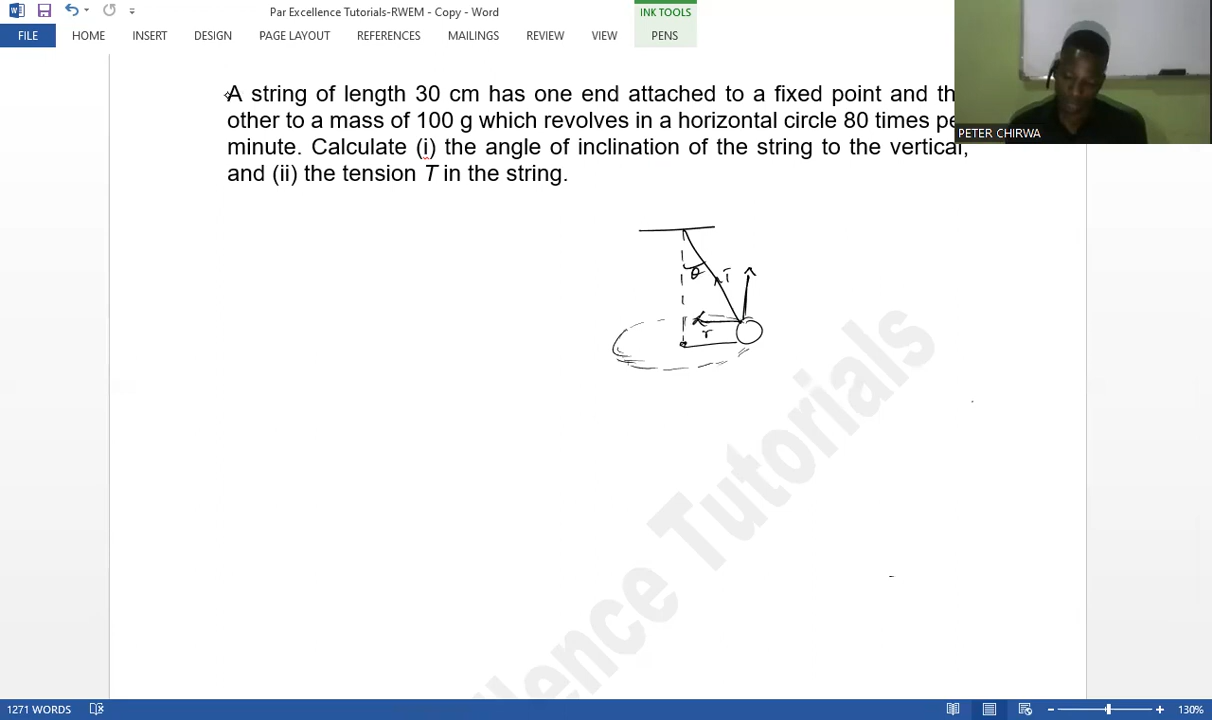 Par Excellence Tutorials-RWEM - Copy - Word
INK TOOLS
FILE HOME INSERT DESIGN PAGE LAYOUT REFERENCES MAILINGS REVIEW VIEW PENS
A string of length 30 cm has one end attached to a fixed point and th
other to a mass of 100 g which revolves in a horizontal circle 80 times pe
minute. Calculate (i) the angle of inclination of the string to the vertical,
and (ii) the tension T in the string.
PETER CHIRWA
θ
T
r
llence Tutorials
1271 WORDS
130%